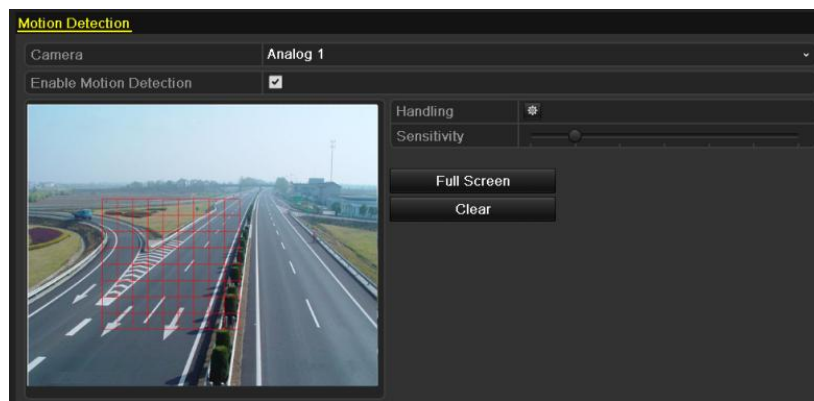 Motion Detection
Camera Analog 1
Enable Motion Detection
Handling
Sensitivity
Full Screen
Clear